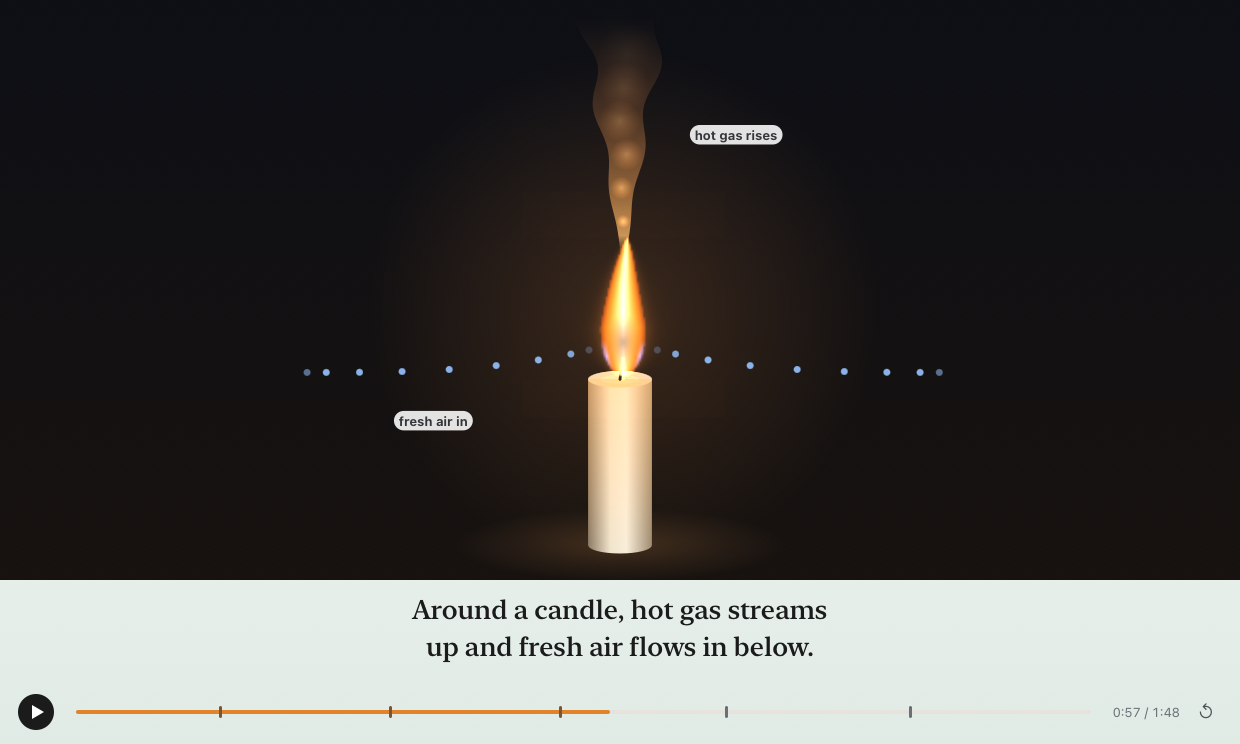 hot gas rises
fresh air in
Around a candle, hot gas streams
up and fresh air flows in below.
0:57 / 1:48